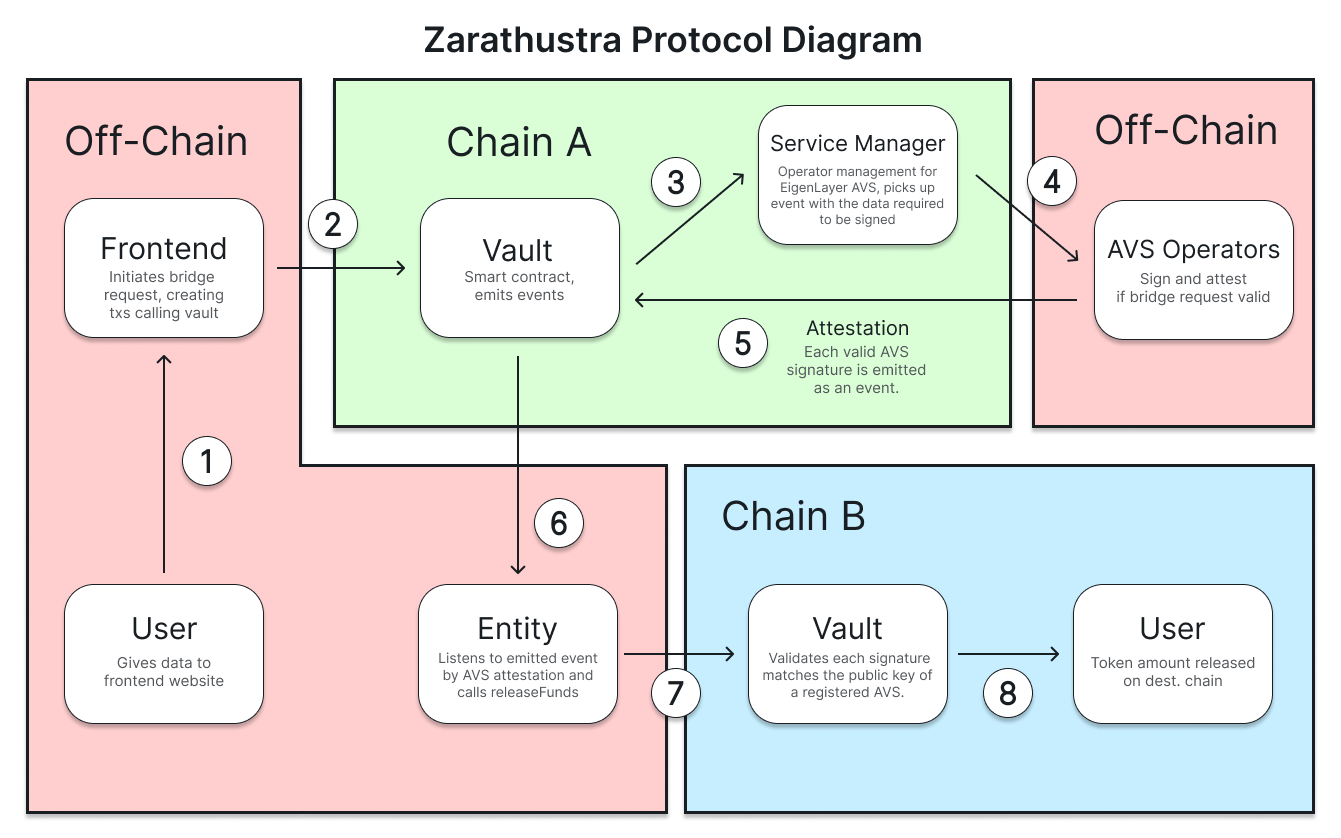 Zarathustra Protocol Diagram
Off-Chain
Frontend
Initiates bridge
request, creating
txs calling vault
1
User
Gives data to
frontend website
2
Chain A
Vault
Smart contract,
emits events
3
Service Manager
Operator management for
EigenLayer AVS, picks up
event with the data required
to be signed
4
Off-Chain
AVS Operators
Sign and attest
if bridge request valid
5
Attestation
Each valid AVS
signature is emitted
as an event.
6
Entity
Listens to emitted event
by AVS attestation and
calls releaseFunds
7
Chain B
Vault
Validates each signature
matches the public key of
a registered AVS.
8
User
Token amount released
on dest. chain